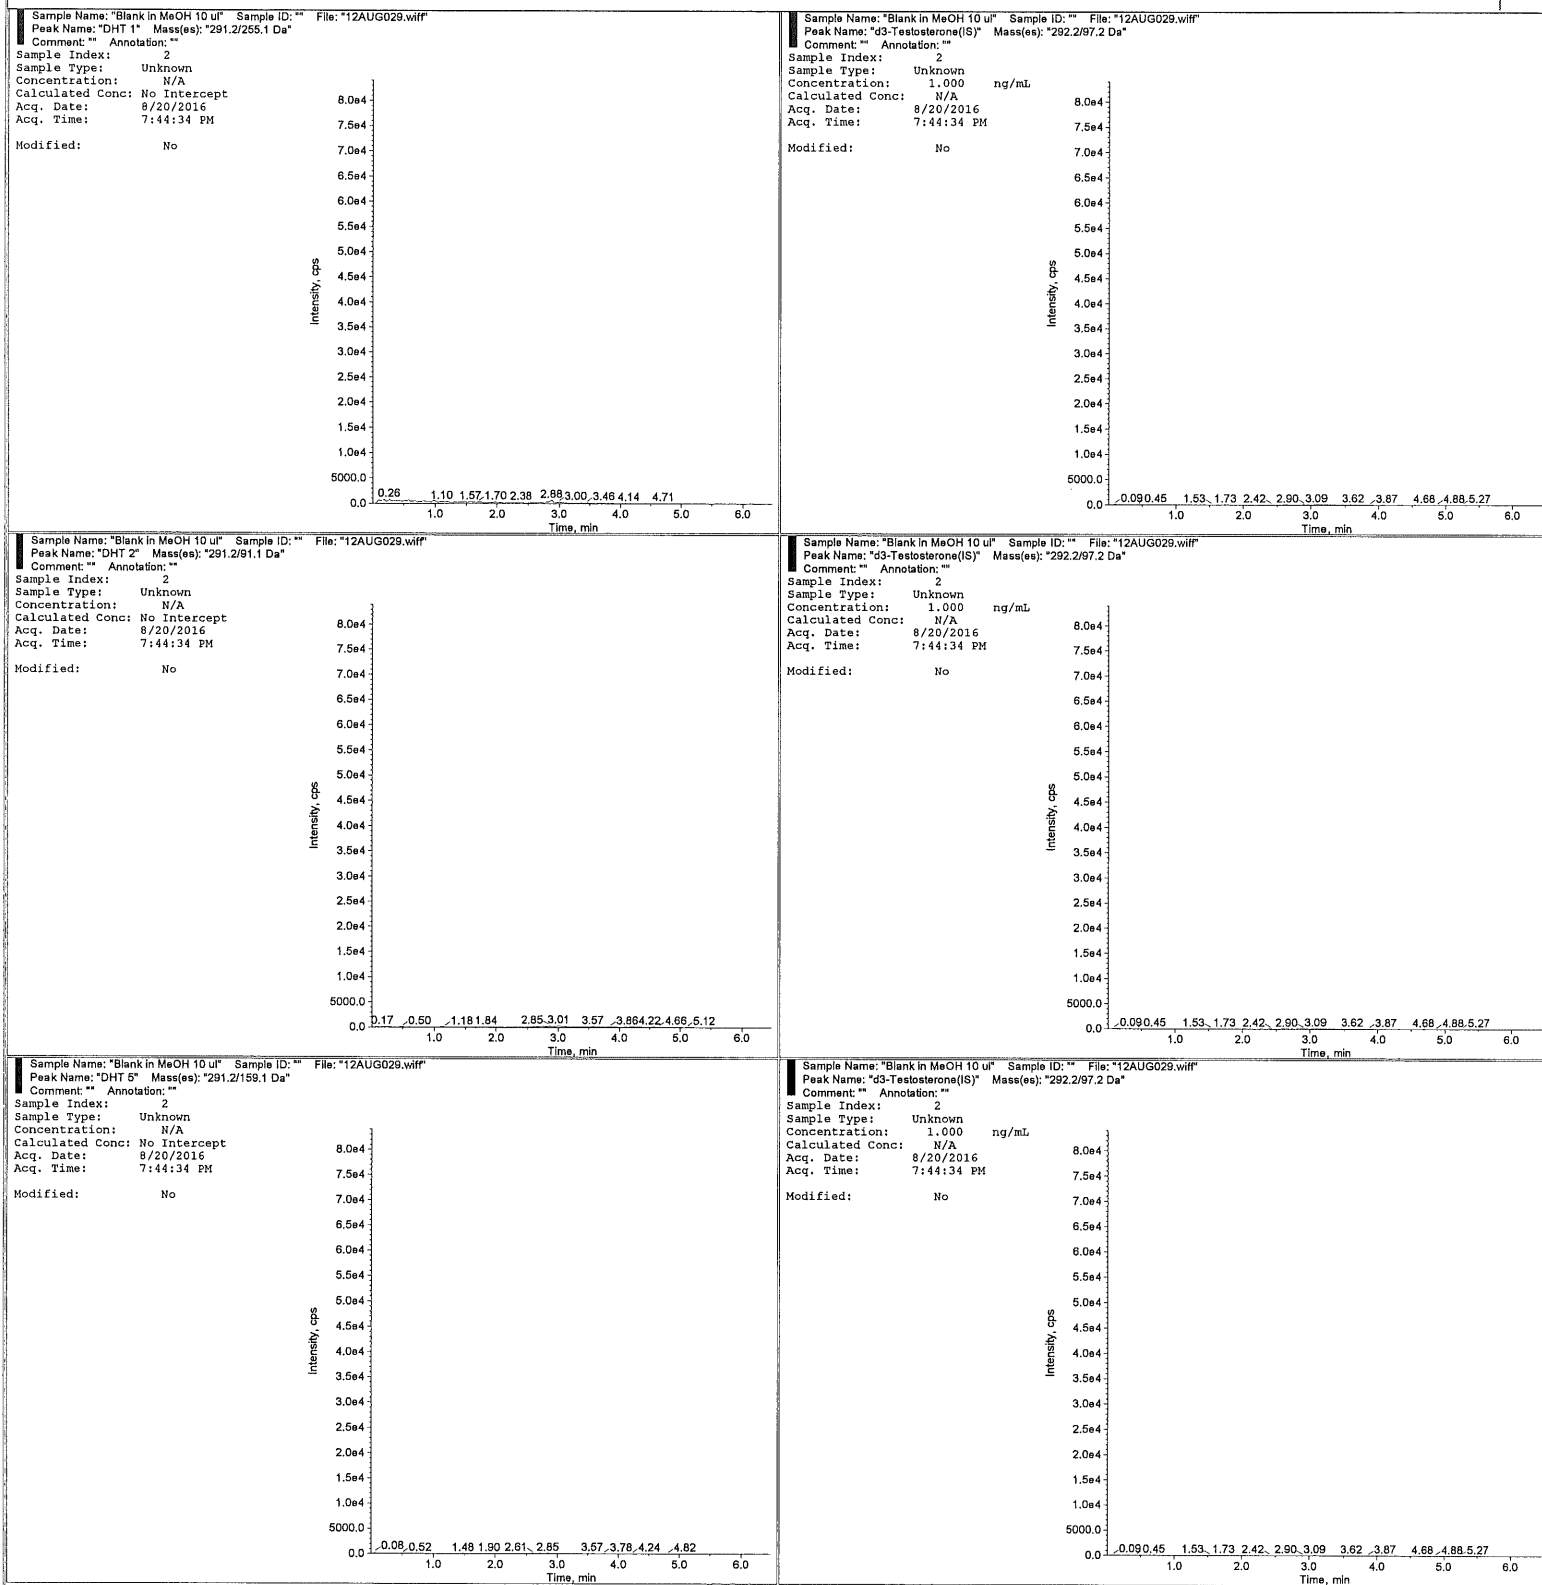 Sample Name: "Blank in MeOH 10 ul" Sample ID: "" File: "12AUG029.wiff"
Peak Name: "DHT 1" Mass(es): "291.2/255.1 Da"
Comment: "" Annotation: ""
Sample Index: 2
Sample Type: Unknown
Concentration: N/A
Calculated Conc: No Intercept
Acq. Date: 8/20/2016
Acq. Time: 7:44:34 PM
Modified: No
Intensity, cps
8.0e4
7.5e4
7.0e4
6.5e4
6.0e4
5.5e4
5.0e4
4.5e4
4.0e4
3.5e4
3.0e4
2.5e4
2.0e4
1.5e4
1.0e4
5000.0
0.0
0.26 1.10 1.57 1.70 2.38 2.88 3.00 3.46 4.14 4.71
1.0 2.0 3.0 4.0 5.0 6.0
Time, min
Sample Name: "Blank in MeOH 10 ul" Sample ID: "" File: "12AUG029.wiff"
Peak Name: "d3-Testosterone(IS)" Mass(es): "292.2/97.2 Da"
Comment: "" Annotation: ""
Sample Index: 2
Sample Type: Unknown
Concentration: 1.000 ng/mL
Calculated Conc: N/A
Acq. Date: 8/20/2016
Acq. Time: 7:44:34 PM
Modified: No
Intensity, cps
8.0e4
7.5e4
7.0e4
6.5e4
6.0e4
5.5e4
5.0e4
4.5e4
4.0e4
3.5e4
3.0e4
2.5e4
2.0e4
1.5e4
1.0e4
5000.0
0.0
0.09 0.45 1.53 1.73 2.42 2.90 3.09 3.62 3.87 4.68 4.88 5.27
1.0 2.0 3.0 4.0 5.0 6.0
Time, min
Sample Name: "Blank in MeOH 10 ul" Sample ID: "" File: "12AUG029.wiff"
Peak Name: "DHT 2" Mass(es): "291.2/91.1 Da"
Comment: "" Annotation: ""
Sample Index: 2
Sample Type: Unknown
Concentration: N/A
Calculated Conc: No Intercept
Acq. Date: 8/20/2016
Acq. Time: 7:44:34 PM
Modified: No
Intensity, cps
8.0e4
7.5e4
7.0e4
6.5e4
6.0e4
5.5e4
5.0e4
4.5e4
4.0e4
3.5e4
3.0e4
2.5e4
2.0e4
1.5e4
1.0e4
5000.0
0.0
0.17 0.50 1.18 1.84 2.85 3.01 3.57 3.86 4.22 4.66 5.12
1.0 2.0 3.0 4.0 5.0 6.0
Time, min
Sample Name: "Blank in MeOH 10 ul" Sample ID: "" File: "12AUG029.wiff"
Peak Name: "d3-Testosterone(IS)" Mass(es): "292.2/97.2 Da"
Comment: "" Annotation: ""
Sample Index: 2
Sample Type: Unknown
Concentration: 1.000 ng/mL
Calculated Conc: N/A
Acq. Date: 8/20/2016
Acq. Time: 7:44:34 PM
Modified: No
Intensity, cps
8.0e4
7.5e4
7.0e4
6.5e4
6.0e4
5.5e4
5.0e4
4.5e4
4.0e4
3.5e4
3.0e4
2.5e4
2.0e4
1.5e4
1.0e4
5000.0
0.0
0.09 0.45 1.53 1.73 2.42 2.90 3.09 3.62 3.87 4.68 4.88 5.27
1.0 2.0 3.0 4.0 5.0 6.0
Time, min
Sample Name: "Blank in MeOH 10 ul" Sample ID: "" File: "12AUG029.wiff"
Peak Name: "DHT 5" Mass(es): "291.2/159.1 Da"
Comment: "" Annotation: ""
Sample Index: 2
Sample Type: Unknown
Concentration: N/A
Calculated Conc: No Intercept
Acq. Date: 8/20/2016
Acq. Time: 7:44:34 PM
Modified: No
Intensity, cps
8.0e4
7.5e4
7.0e4
6.5e4
6.0e4
5.5e4
5.0e4
4.5e4
4.0e4
3.5e4
3.0e4
2.5e4
2.0e4
1.5e4
1.0e4
5000.0
0.0
0.08 0.52 1.48 1.90 2.61 2.85 3.57 3.78 4.24 4.82
1.0 2.0 3.0 4.0 5.0 6.0
Time, min
Sample Name: "Blank in MeOH 10 ul" Sample ID: "" File: "12AUG029.wiff"
Peak Name: "d3-Testosterone(IS)" Mass(es): "292.2/97.2 Da"
Comment: "" Annotation: ""
Sample Index: 2
Sample Type: Unknown
Concentration: 1.000 ng/mL
Calculated Conc: N/A
Acq. Date: 8/20/2016
Acq. Time: 7:44:34 PM
Modified: No
Intensity, cps
8.0e4
7.5e4
7.0e4
6.5e4
6.0e4
5.5e4
5.0e4
4.5e4
4.0e4
3.5e4
3.0e4
2.5e4
2.0e4
1.5e4
1.0e4
5000.0
0.0
0.09 0.45 1.53 1.73 2.42 2.90 3.09 3.62 3.87 4.68 4.88 5.27
1.0 2.0 3.0 4.0 5.0 6.0
Time, min